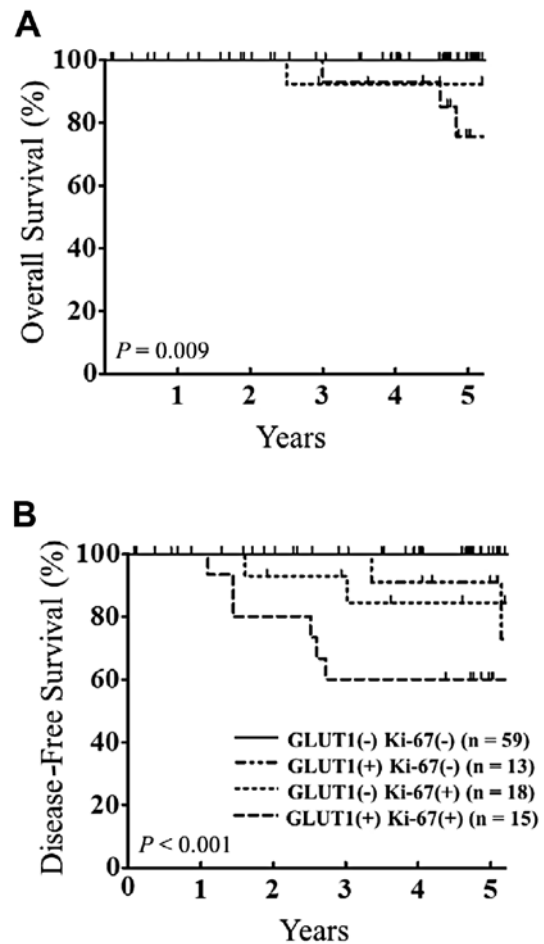 A
Overall Survival (%)
100
80
60
40
20
0
P = 0.009
1 2 3 4 5
Years
B
Disease-Free Survival (%)
100
80
60
40
20
0
GLUT1(-) Ki-67(-) (n = 59)
GLUT1(+) Ki-67(-) (n = 13)
GLUT1(-) Ki-67(+) (n = 18)
GLUT1(+) Ki-67(+) (n = 15)
P < 0.001
0 1 2 3 4 5
Years